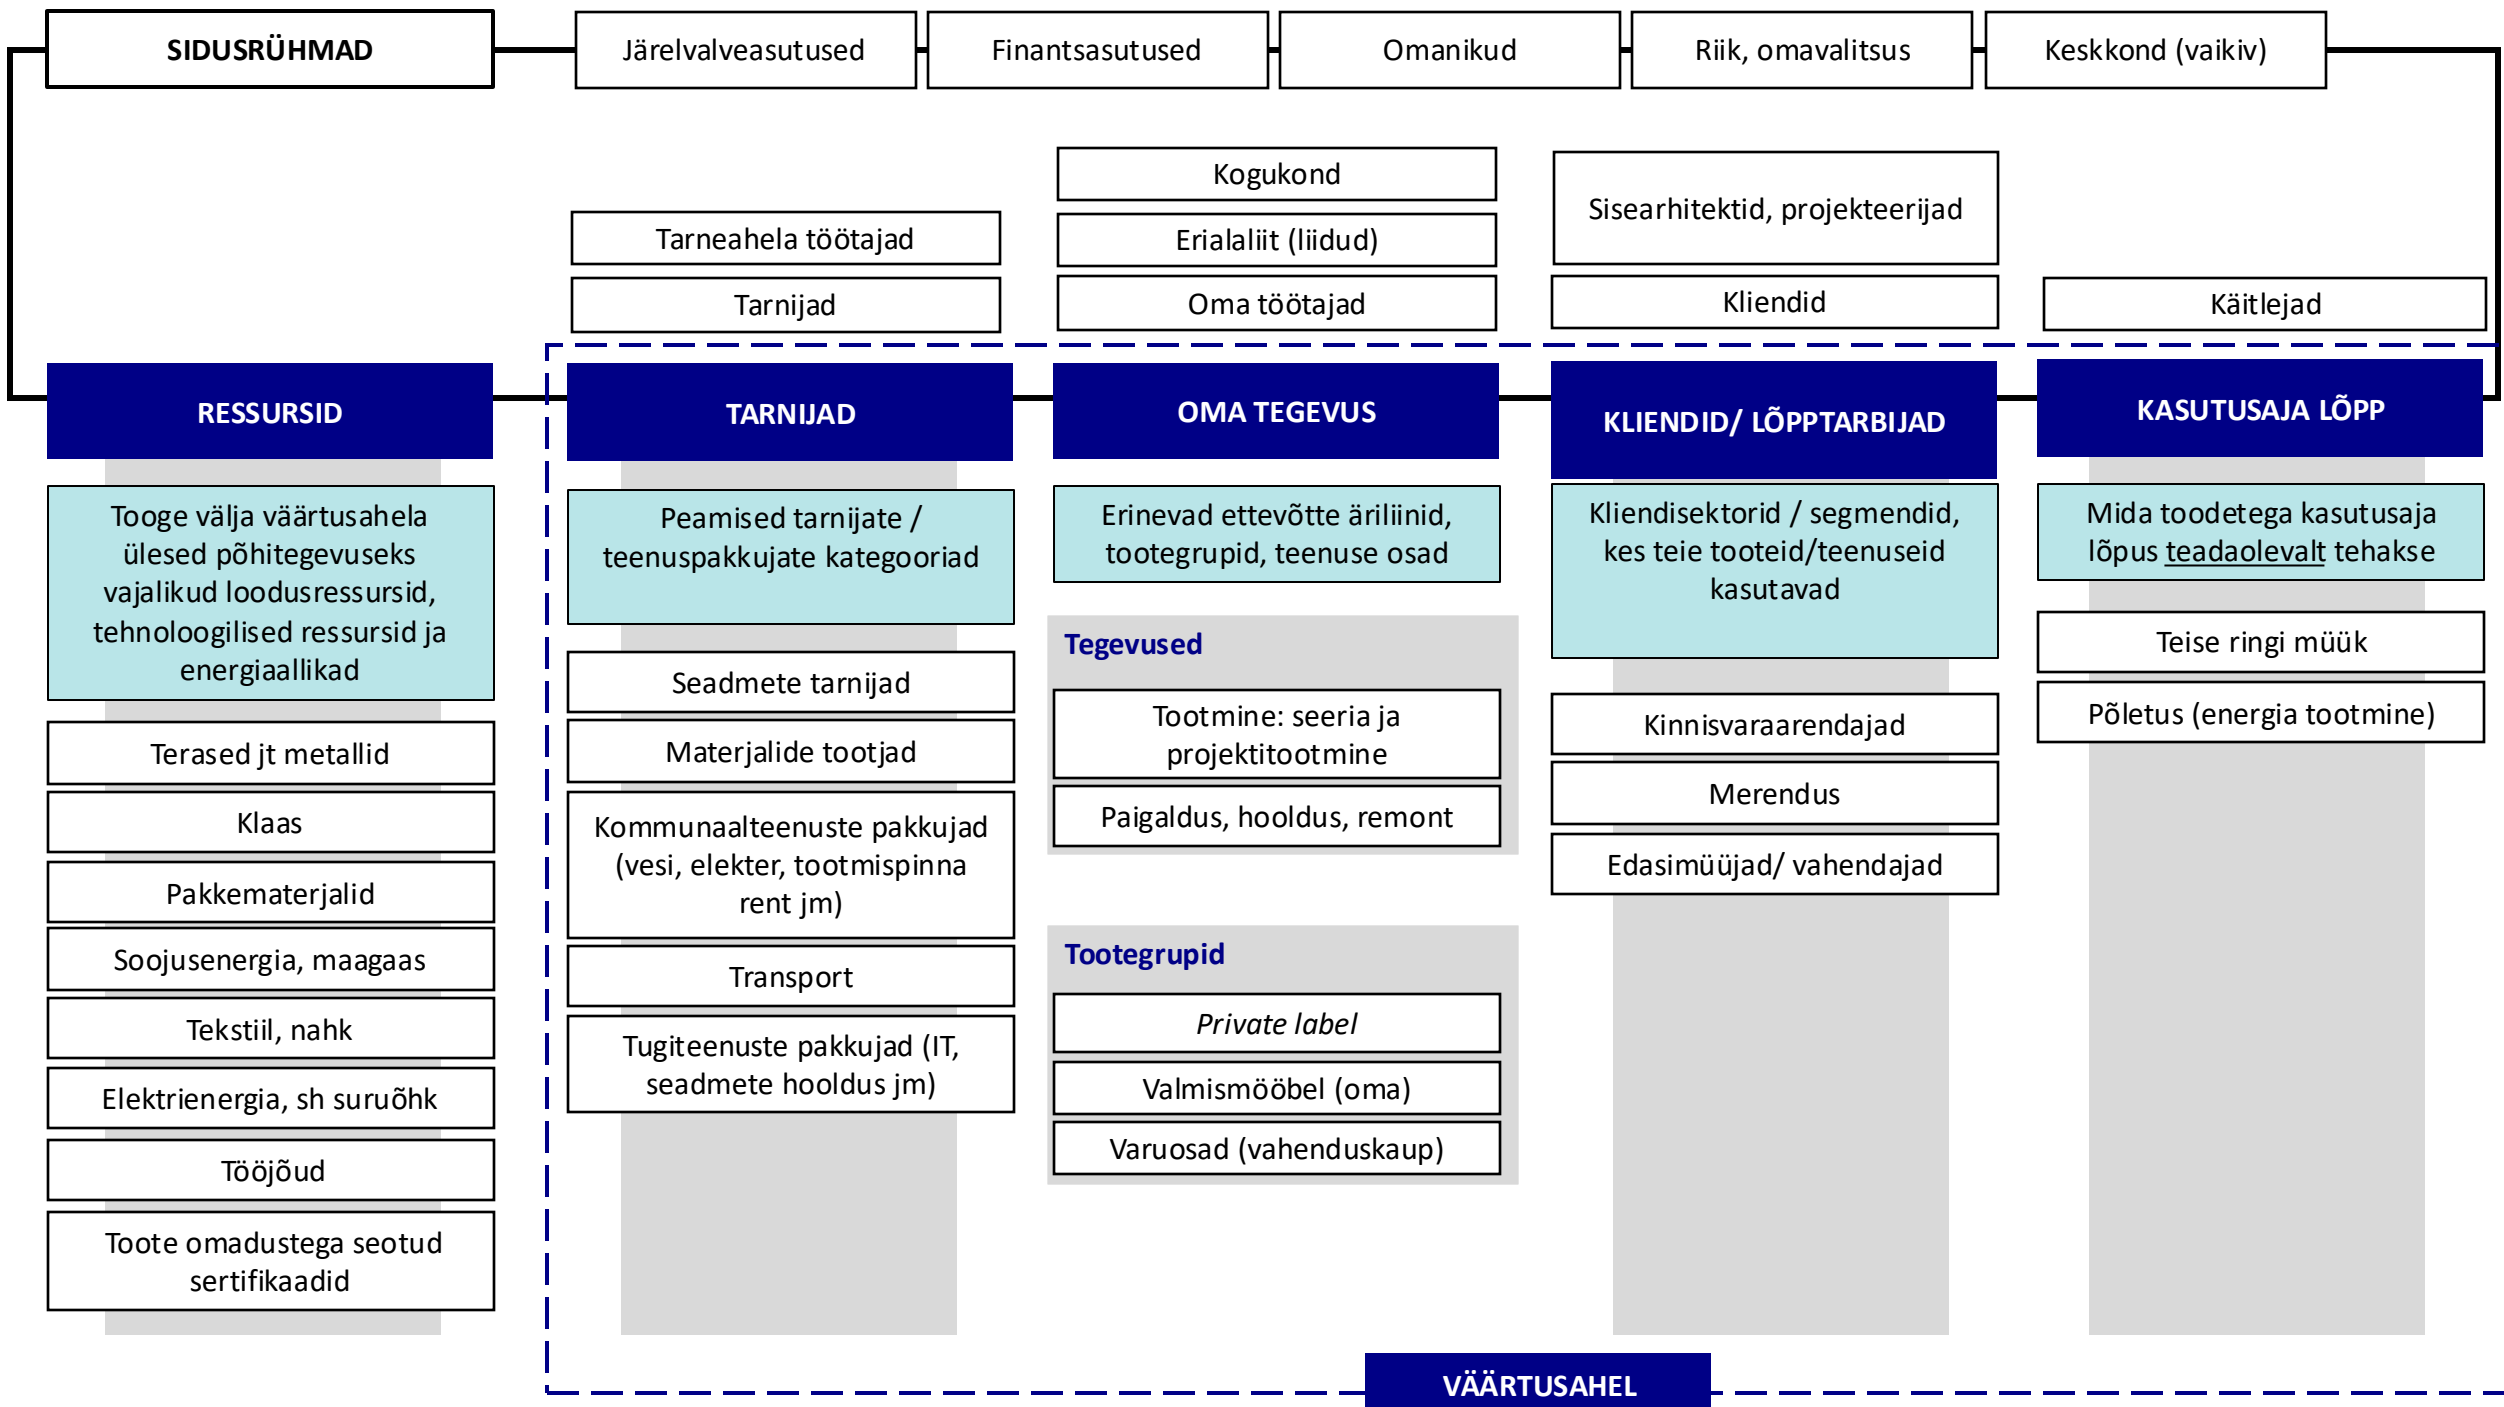 SIDUSRÜHMAD
Järelvalveasutused
Finantsasutused
Omanikud
Riik, omavalitsus
Keskkond (vaikiv)
Tarneahela töötajad
Tarnijad
Kogukond
Erialaliit (liidud)
Oma töötajad
Sisearhitektid, projekteerijad
Kliendid
Käitlejad
RESSURSID
Tooge välja väärtusahela
ülesed põhitegevuseks
vajalikud loodusressursid,
tehnoloogilised ressursid ja
energiaallikad
Terased jt metallid
Klaas
Pakkematerjalid
Soojusenergia, maagaas
Tekstiil, nahk
Elektrienergia, sh suruõhk
Tööjõud
Toote omadustega seotud
sertifikaadid
TARNIJAD
Peamised tarnijate /
teenuspakkujate kategooriad
Seadmete tarnijad
Materjalide tootjad
Kommunaalteenuste pakkujad
(vesi, elekter, tootmispinna
rent jm)
Transport
Tugiteenuste pakkujad (IT,
seadmete hooldus jm)
OMA TEGEVUS
Erinevad ettevõtte äriliinid,
tootegrupid, teenuse osad
Tegevused
Tootmine: seeria ja
projektitootmine
Paigaldus, hooldus, remont
Tootegrupid
Private label
Valmismööbel (oma)
Varuosad (vahenduskaup)
KLIENDID/ LÕPPTARBIJAD
Kliendisektorid / segmendid,
kes teie tooteid/teenuseid
kasutavad
Kinnisvaraarendajad
Merendus
Edasimüüjad/ vahendajad
KASUTUSAJA LÕPP
Mida toodetega kasutusaja
lõpus teadaolevalt tehakse
Teise ringi müük
Põletus (energia tootmine)
VÄÄRTUSAHEL